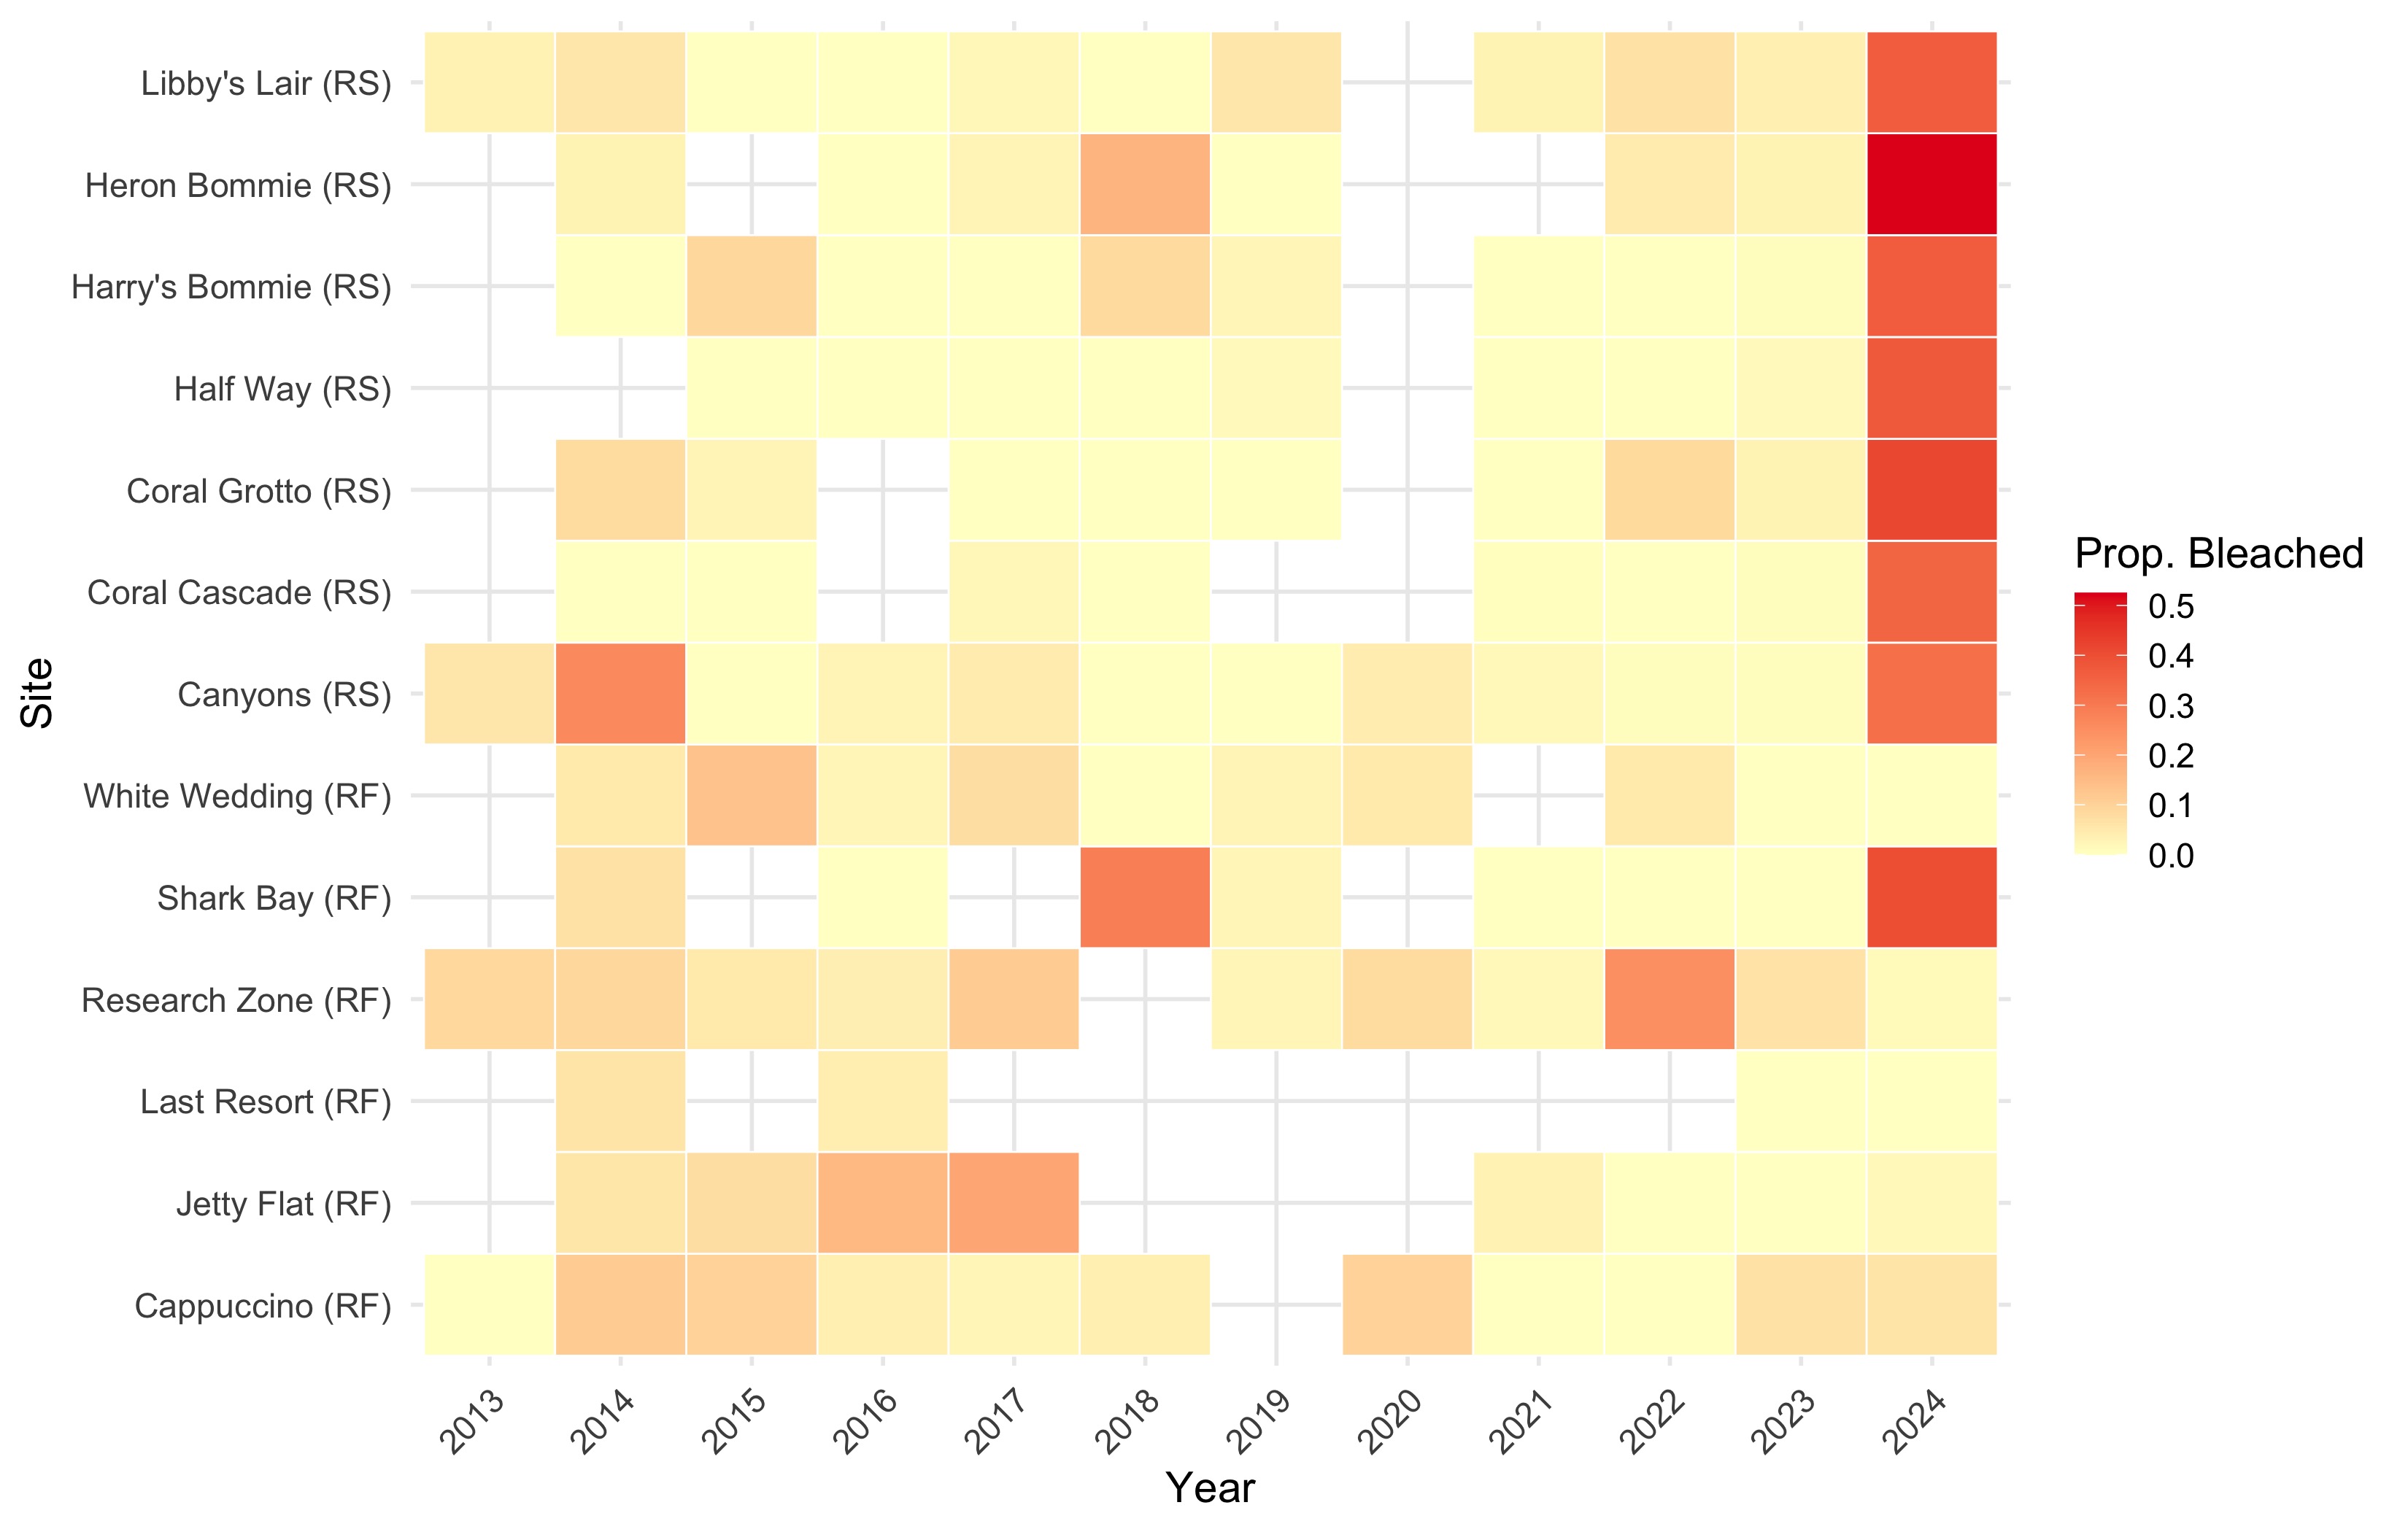 Libby's Lair (RS)
Heron Bommie (RS)
Harry's Bommie (RS)
Half Way (RS)
Coral Grotto (RS)
Coral Cascade (RS)
Canyons (RS)
White Wedding (RF)
Shark Bay (RF)
Research Zone (RF)
Last Resort (RF)
Jetty Flat (RF)
Cappuccino (RF)
Site
2013
2014
2015
2016
2017
2018
2019
2020
2021
2022
2023
2024
Year
Prop. Bleached
0.5
0.4
0.3
0.2
0.1
0.0